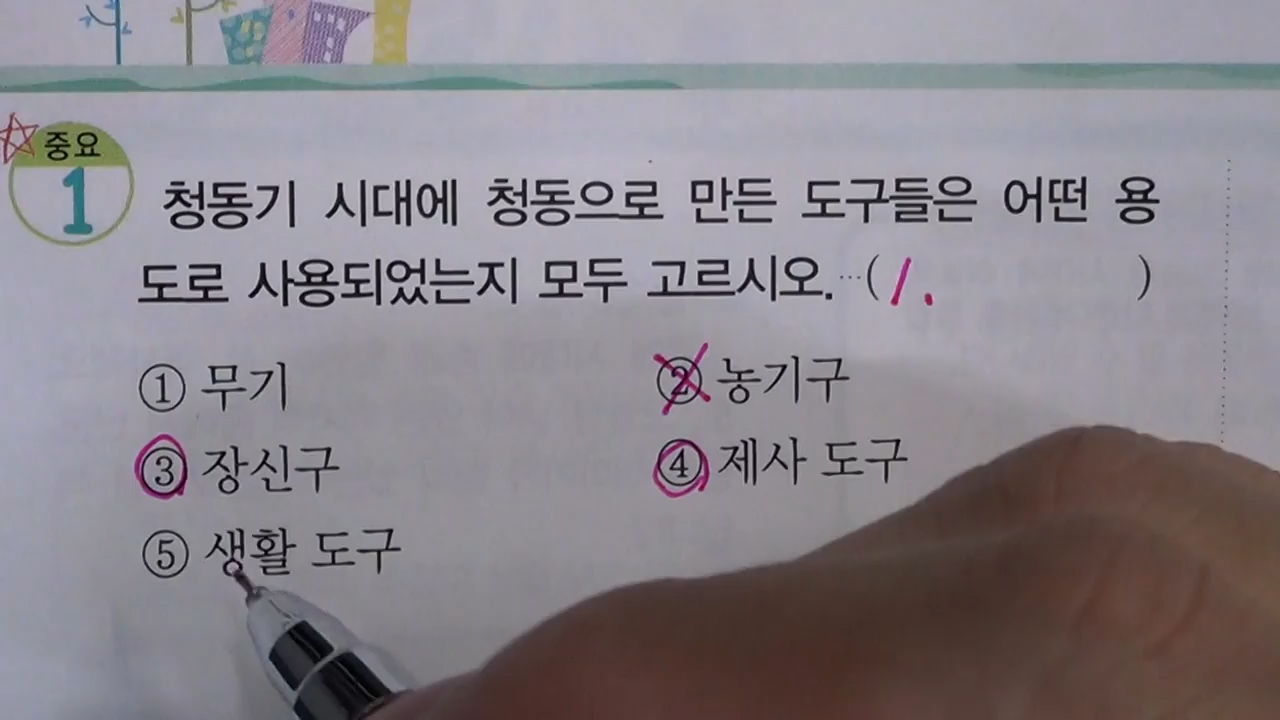 중요
1 청동기 시대에 청동으로 만든 도구들은 어떤 용
도로 사용되었는지 모두 고르시오. …( 1. )
① 무기 ② 농기구
③ 장신구 ④ 제사 도구
⑤ 생활 도구